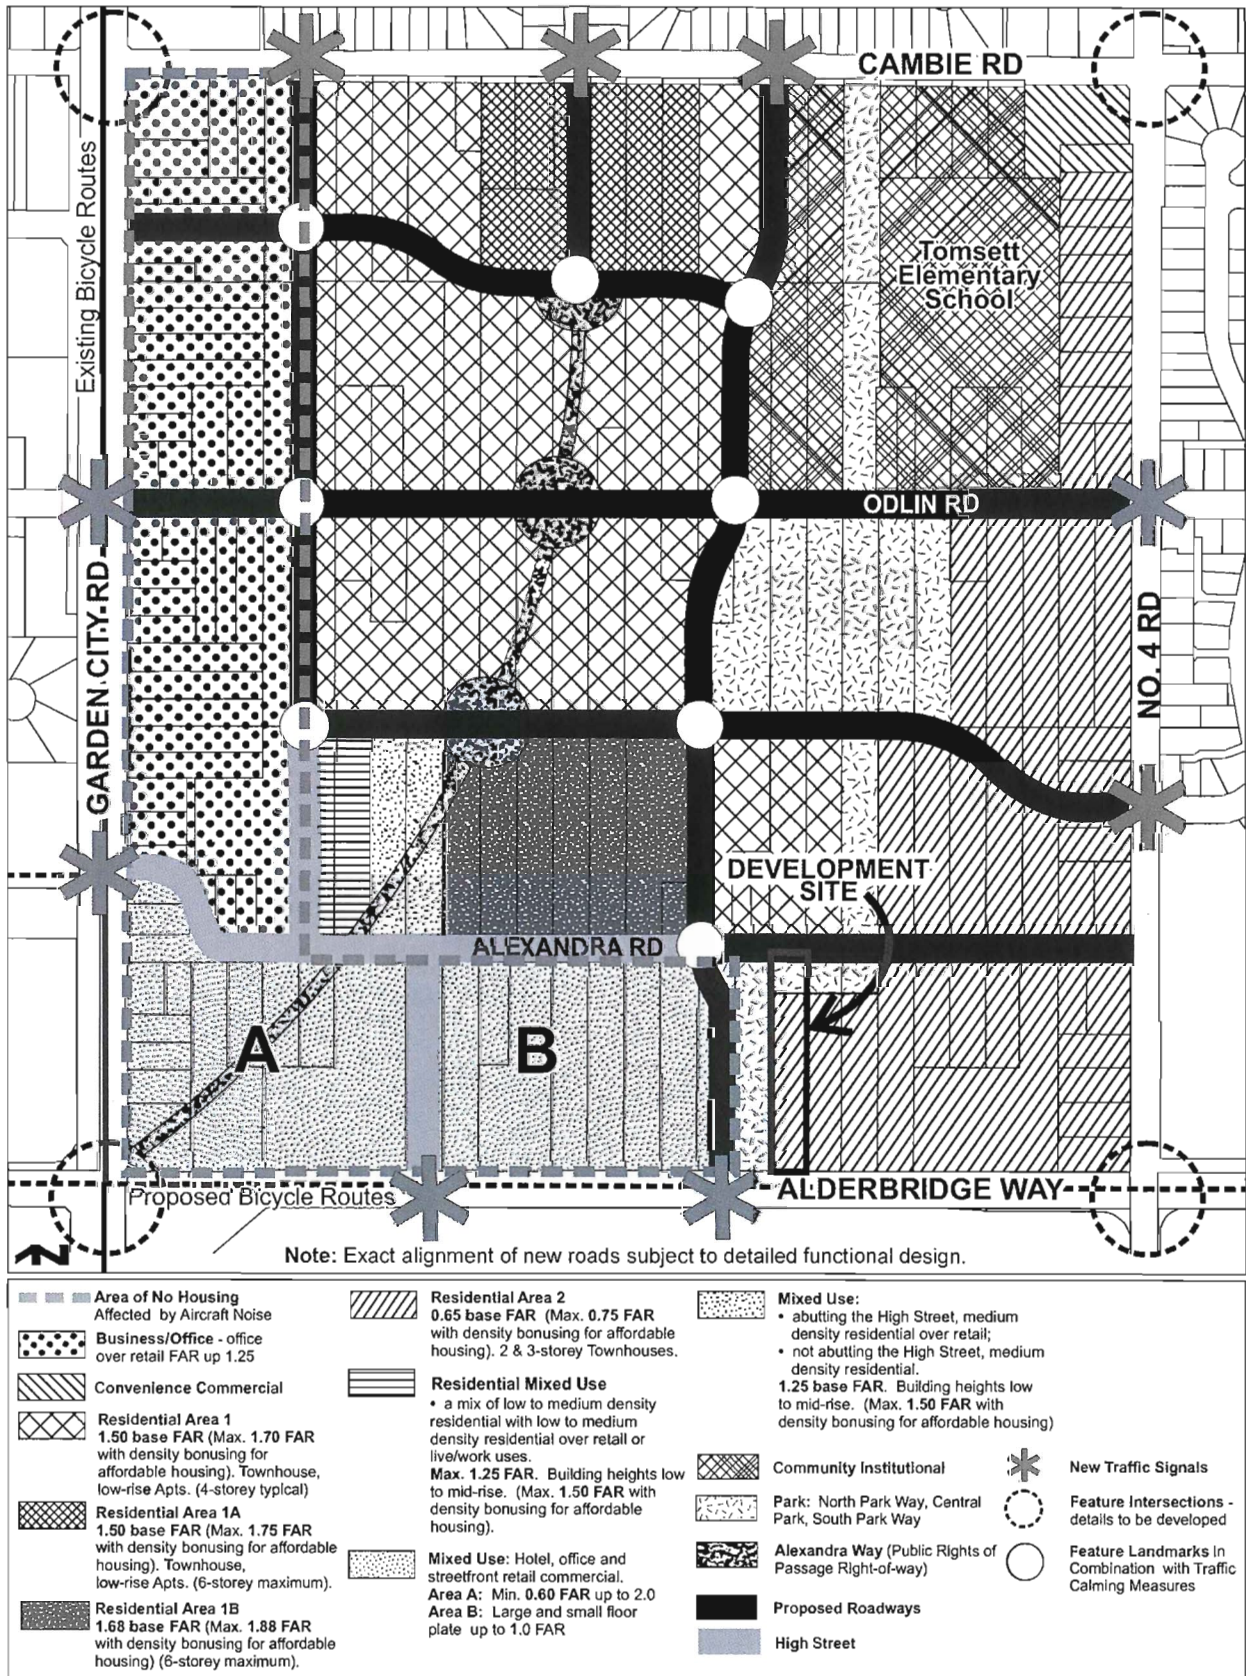 CAMBIE RD
Existing Bicycle Routes
Tomsett
Elementary
School
ODLIN RD
GARDEN CITY RD
NO. 4 RD
DEVELOPMENT
SITE
ALEXANDRA RD
A
B
Proposed Bicycle Routes
ALDERBRIDGE WAY
N
Note: Exact alignment of new roads subject to detailed functional design.
Area of No Housing
Affected by Aircraft Noise
Business/Office - office
over retail FAR up 1.25
Convenience Commercial
Residential Area 1
1.50 base FAR (Max. 1.70 FAR
with density bonusing for
affordable housing). Townhouse,
low-rise Apts. (4-storey typical)
Residential Area 1A
1.50 base FAR (Max. 1.75 FAR
with density bonusing for affordable
housing). Townhouse,
low-rise Apts. (6-storey maximum).
Residential Area 1B
1.68 base FAR (Max. 1.88 FAR
with density bonusing for affordable
housing) (6-storey maximum).
Residential Area 2
0.65 base FAR (Max. 0.75 FAR
with density bonusing for affordable
housing). 2 & 3-storey Townhouses.
Residential Mixed Use
• a mix of low to medium density
residential with low to medium
density residential over retail or
live/work uses.
Max. 1.25 FAR. Building heights low
to mid-rise. (Max. 1.50 FAR with
density bonusing for affordable
housing).
Mixed Use: Hotel, office and
streetfront retail commercial.
Area A: Min. 0.60 FAR up to 2.0
Area B: Large and small floor
plate up to 1.0 FAR
Mixed Use:
• abutting the High Street, medium
density residential over retail;
• not abutting the High Street, medium
density residential.
1.25 base FAR. Building heights low
to mid-rise. (Max. 1.50 FAR with
density bonusing for affordable housing)
Community Institutional
Park: North Park Way, Central
Park, South Park Way
Alexandra Way (Public Rights of
Passage Right-of-way)
Proposed Roadways
High Street
New Traffic Signals
Feature Intersections -
details to be developed
Feature Landmarks In
Combination with Traffic
Calming Measures